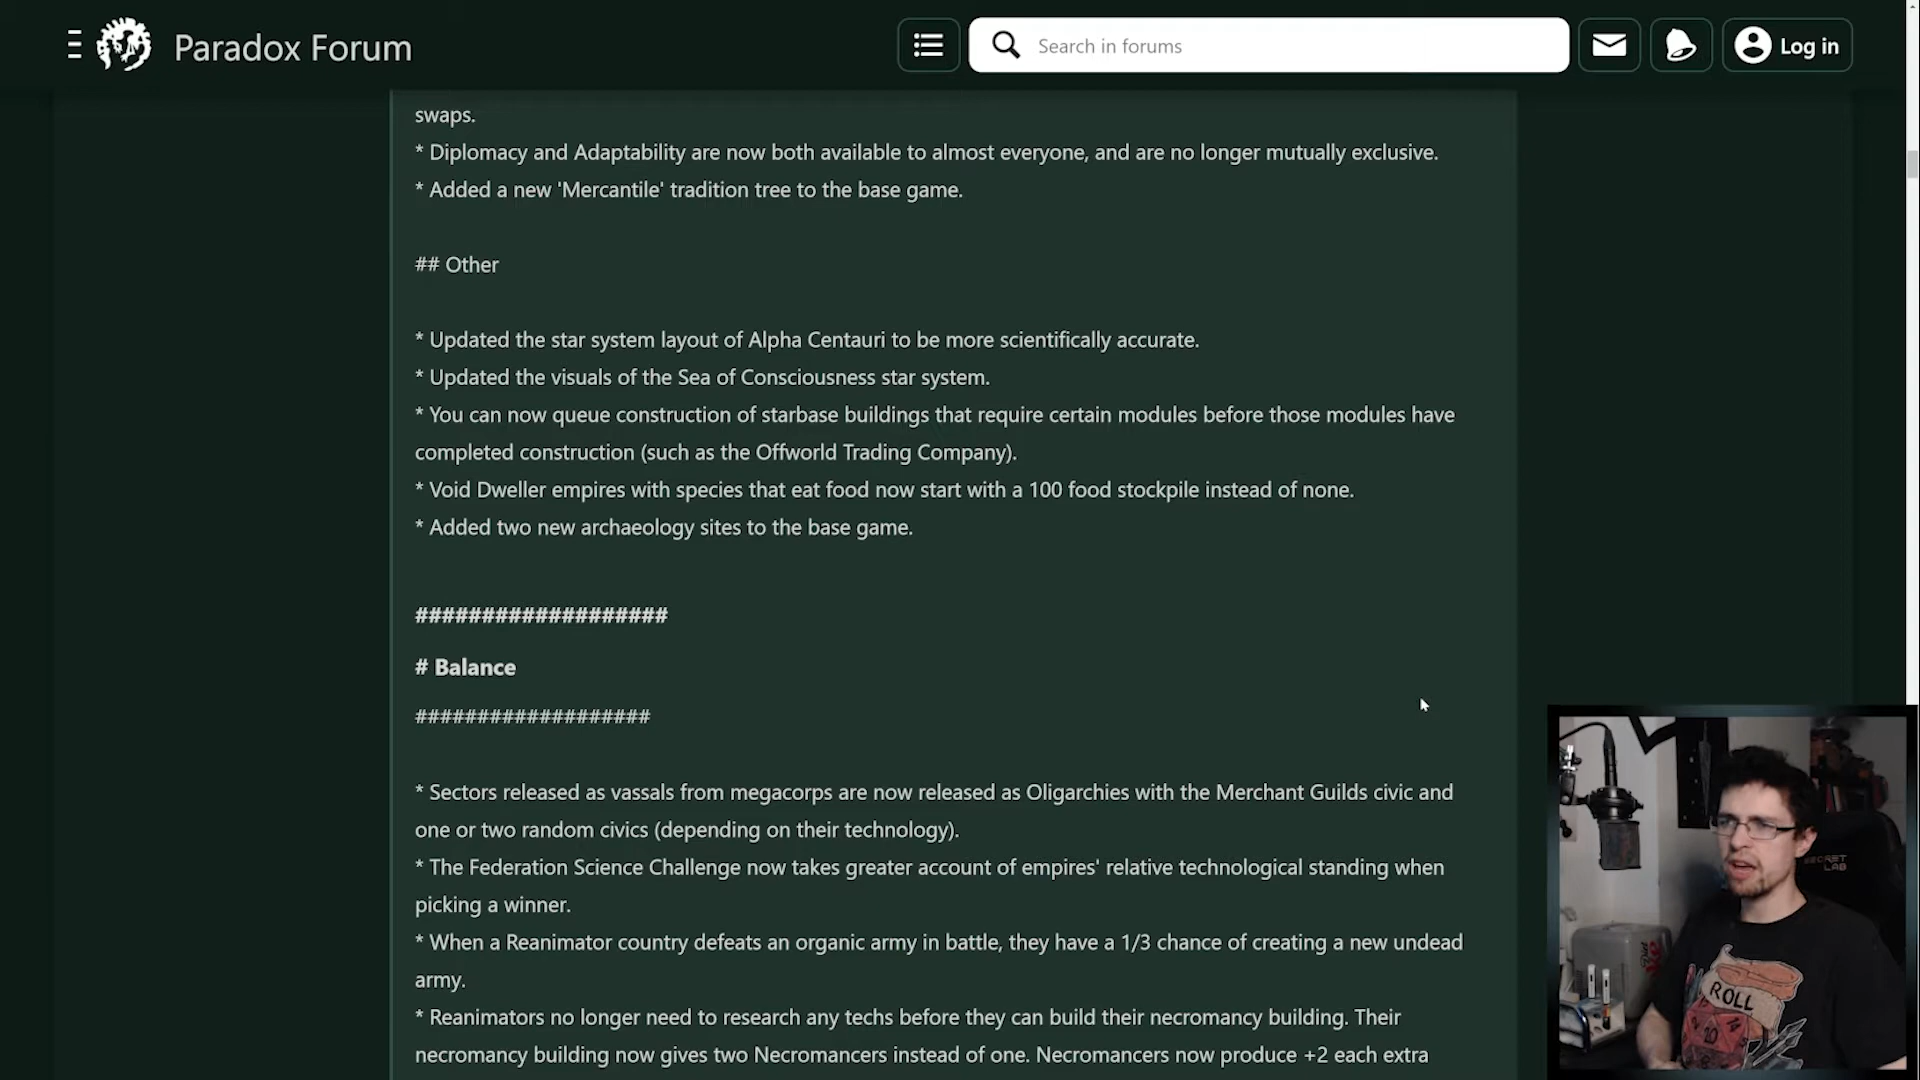 Paradox Forum
Search in forums
Log in
swaps.
* Diplomacy and Adaptability are now both available to almost everyone, and are no longer mutually exclusive.
* Added a new 'Mercantile' tradition tree to the base game.
## Other
* Updated the star system layout of Alpha Centauri to be more scientifically accurate.
* Updated the visuals of the Sea of Consciousness star system.
* You can now queue construction of starbase buildings that require certain modules before those modules have
completed construction (such as the Offworld Trading Company).
* Void Dweller empires with species that eat food now start with a 100 food stockpile instead of none.
* Added two new archaeology sites to the base game.
###################
# Balance
###################
* Sectors released as vassals from megacorps are now released as Oligarchies with the Merchant Guilds civic and
one or two random civics (depending on their technology).
* The Federation Science Challenge now takes greater account of empires' relative technological standing when
picking a winner.
* When a Reanimator country defeats an organic army in battle, they have a 1/3 chance of creating a new undead
army.
* Reanimators no longer need to research any techs before they can build their necromancy building. Their
necromancy building now gives two Necromancers instead of one. Necromancers now produce +2 each extra
SECRET
LAB
ROLL
20